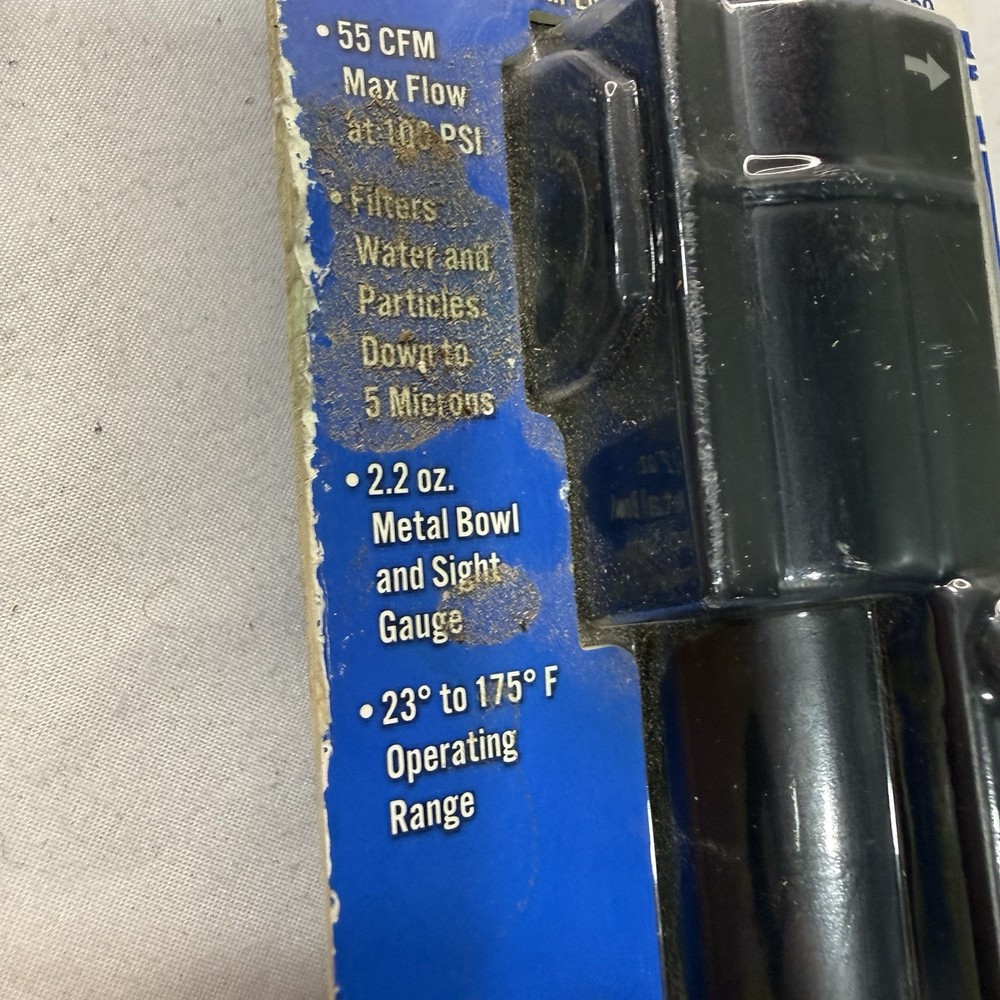 • 55 CFM
Max Flow
at 100 PSI
• Filters
Water and
Particles
Down to
5 Microns
• 2.2 oz.
Metal Bowl
and Sight
Gauge
• 23° to 175° F
Operating
Range